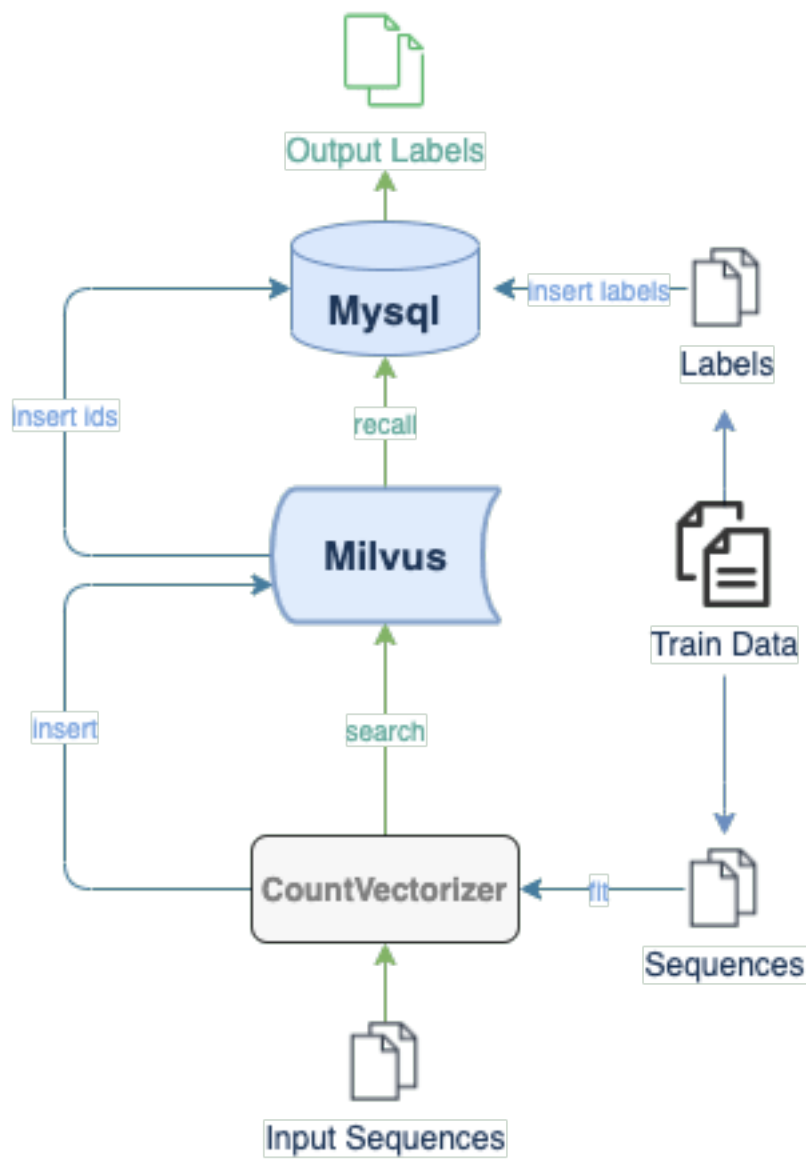 Output Labels
Mysql
insert labels
Labels
insert ids
recall
Milvus
Train Data
insert
search
CountVectorizer
fit
Sequences
Input Sequences